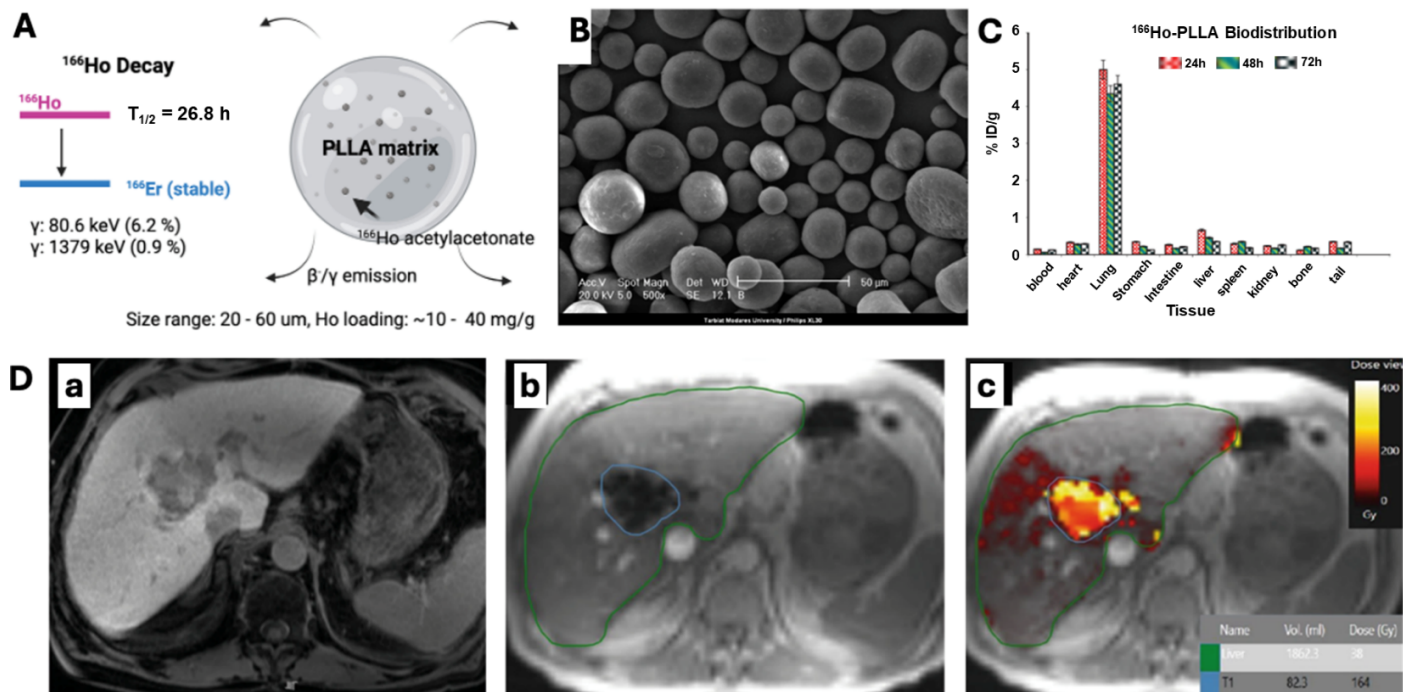 A
¹⁶⁶Ho Decay
¹⁶⁶Ho
T1/2 = 26.8 h
¹⁶⁶Er (stable)
γ: 80.6 keV (6.2 %)
γ: 1379 keV (0.9 %)
PLLA matrix
¹⁶⁶Ho acetylacetonate
β⁻/γ emission
Size range: 20 - 60 um, Ho loading: ~10 - 40 mg/g
B
Acc.V Spot Magn Det WD
20.0 kV 5.0 500x SE 12.1 B
50 µm
Tarbiat Modares University / Philips XL30
C
¹⁶⁶Ho-PLLA Biodistribution
24h 48h 72h
% ID/g
6
5
4
3
2
1
0
blood heart Lung Stomach Intestine liver spleen kidney bone tail
Tissue
D
a
b
c
Dose view
400
200
0
Gy
Name Vol. (ml) Dose (Gy)
Liver 1862.3 38
T1 82.3 164